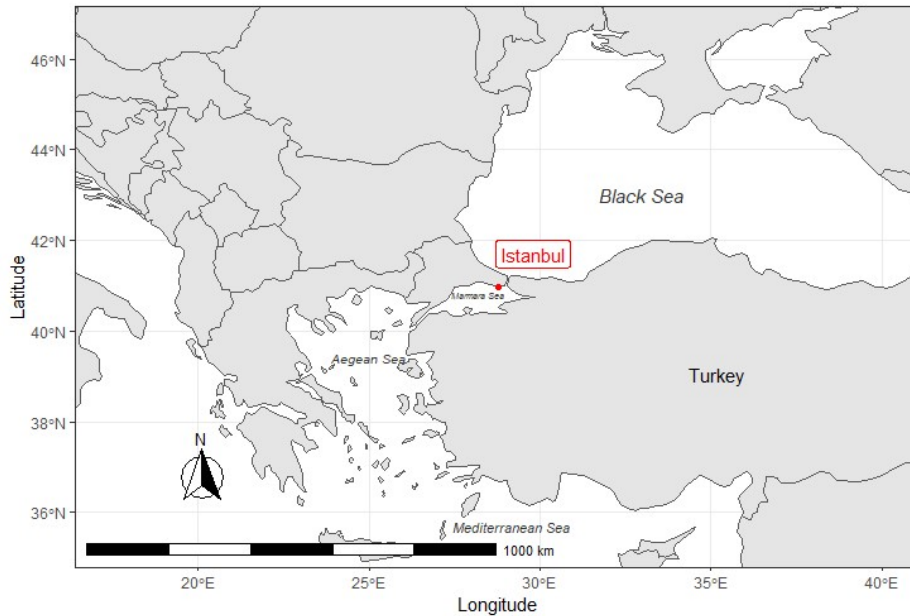 46°N
44°N
42°N
40°N
38°N
36°N
Latitude
Black Sea
Istanbul
Mamara Sea
Aegean Sea
Turkey
N
Mediterranean Sea
1000 km
20°E
25°E
30°E
35°E
40°E
Longitude